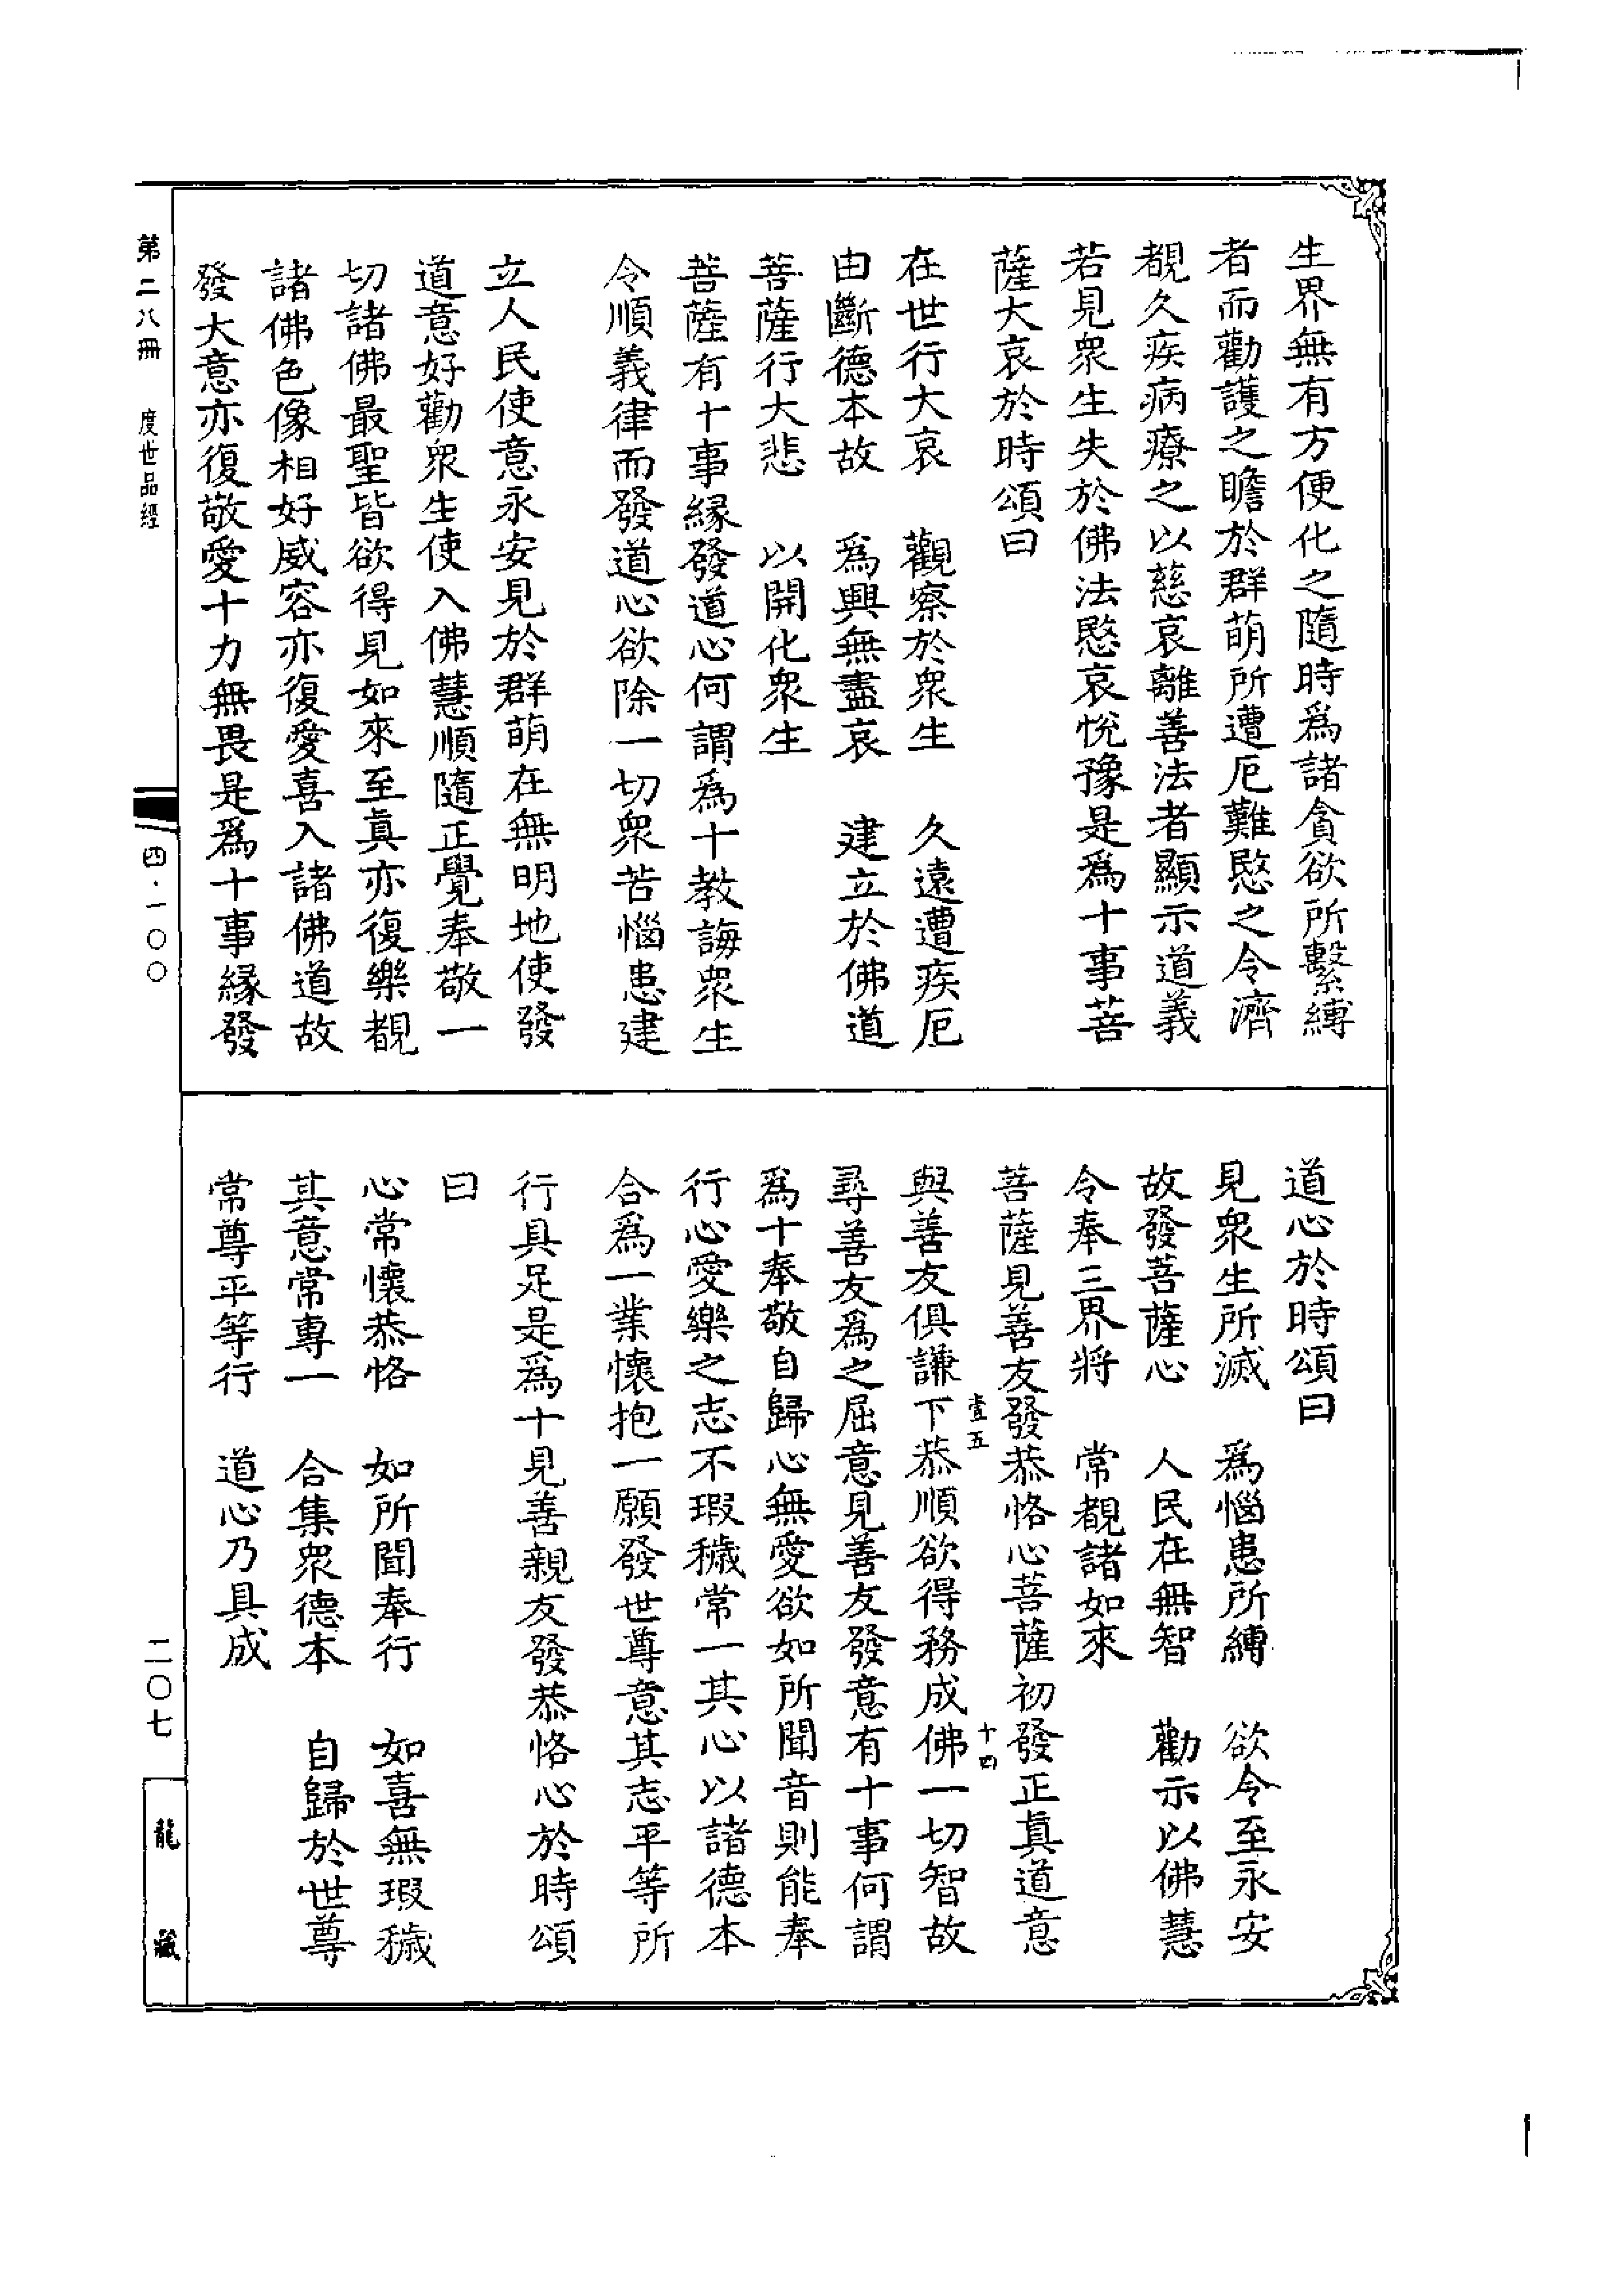 生界無有方便化之隨時爲諸貪欲所繫縛
者而勸護之瞻於群萌所遭厄難愍之令濟
覩久疾病療之以慈哀離善法者顯示道義
若見衆生失於佛法愍哀悅豫是爲十事菩
薩大哀於時頌曰
在世行大哀　觀察於衆生　久遠遭疾厄
由斷德本故　爲興無盡哀　建立於佛道
菩薩行大悲　以開化衆生
菩薩有十事縁發道心何謂爲十教誨衆生
令順義律而發道心欲除一切衆苦惱患建
立人民使意永安見於群萌在無明地使發
道意好勸衆生使入佛慧順隨正覺奉敬一
切諸佛最聖皆欲得見如來至真亦復樂覩
諸佛色像相好威容亦復愛喜入諸佛道故
發大意亦復敬愛十力無畏是爲十事縁發
道心於時頌曰
見衆生所滅　爲惱患所縛　欲令至永安
故發菩薩心　人民在無智　勸示以佛慧
令奉三界將　常覩諸如來
菩薩見善友發恭恪心菩薩初發正真道意
與善友俱謙下恭順欲得務成佛一切智故
壹五
十四
尋善友爲之屈意見善友發意有十事何謂
爲十奉敬自歸心無愛欲如所聞音則能奉
行心愛樂之志不瑕穢常一其心以諸德本
合爲一業懷抱一願發世尊意其志平等所
行具足是爲十見善親友發恭恪心於時頌
曰
心常懷恭恪　如所聞奉行　如喜無瑕穢
其意常專一　合集衆德本　自歸於世尊
常尊平等行　道心乃具成
第二八冊　度世品經
四·一〇〇
二〇七
龍藏